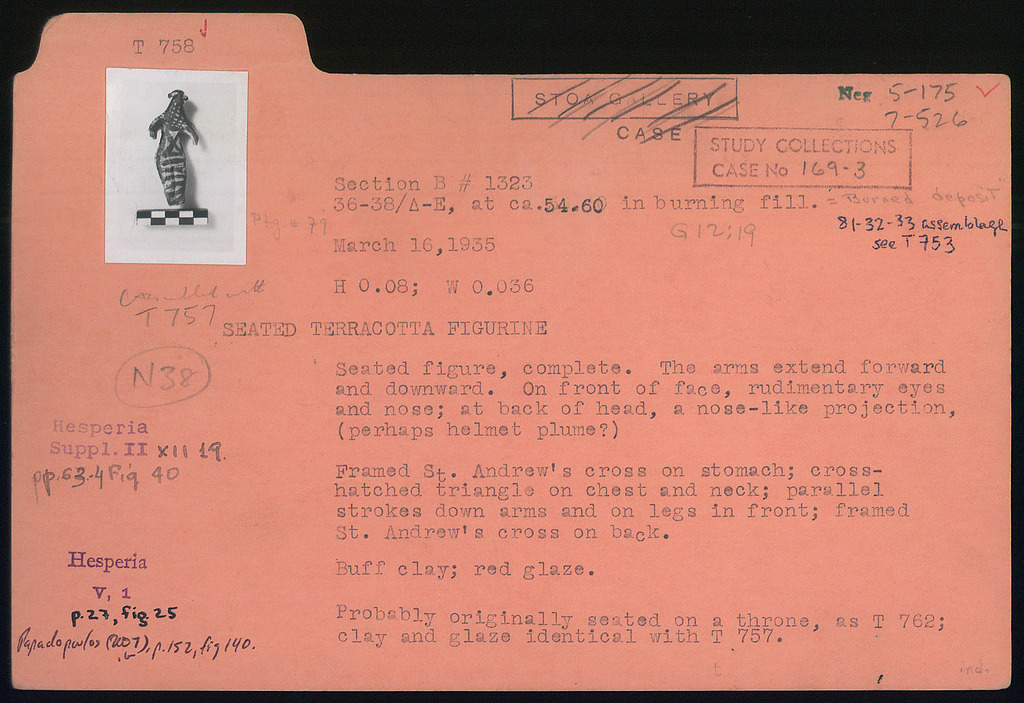 T 758
STOA GALLERY
CASE
Neg 5-175
7-526
STUDY COLLECTIONS
CASE No 169-3
Section B # 1323
36-38/Δ-E, at ca.54.60 in burning fill. = "Burned deposit"
81-32-33 assemblage
see T 753
G12:19
March 16,1935
H 0.08; W 0.036
T 757
SEATED TERRACOTTA FIGURINE
N38
Seated figure, complete. The arms extend forward
and downward. On front of face, rudimentary eyes
and nose; at back of head, a nose-like projection,
(perhaps helmet plume?)
Hesperia
Suppl. II XII 19.
pp.63-4 Fig 40
Framed St. Andrew's cross on stomach; cross-
hatched triangle on chest and neck; parallel
strokes down arms and on legs in front; framed
St. Andrew's cross on back.
Buff clay; red glaze.
Hesperia
V, 1
p.27, fig.25
Papadopoulos (2007), p.152, fig 140.
Probably originally seated on a throne, as T 762;
clay and glaze identical with T 757.
ind.